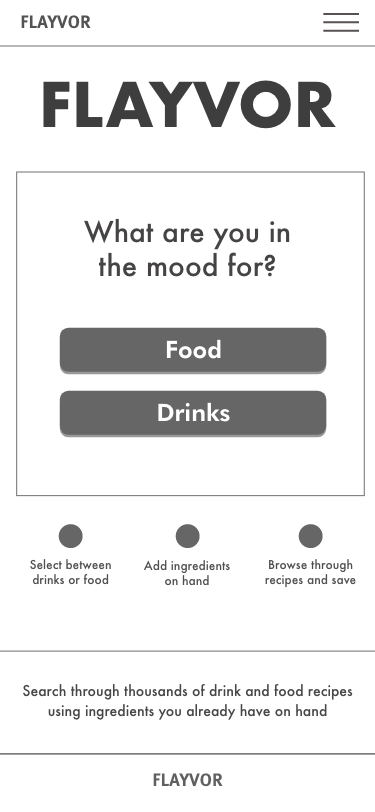 FLAYVOR
FLAYVOR
What are you in
the mood for?
Food
Drinks
Select between
drinks or food
Add ingredients
on hand
Browse through
recipes and save
Search through thousands of drink and food recipes
using ingredients you already have on hand
FLAYVOR